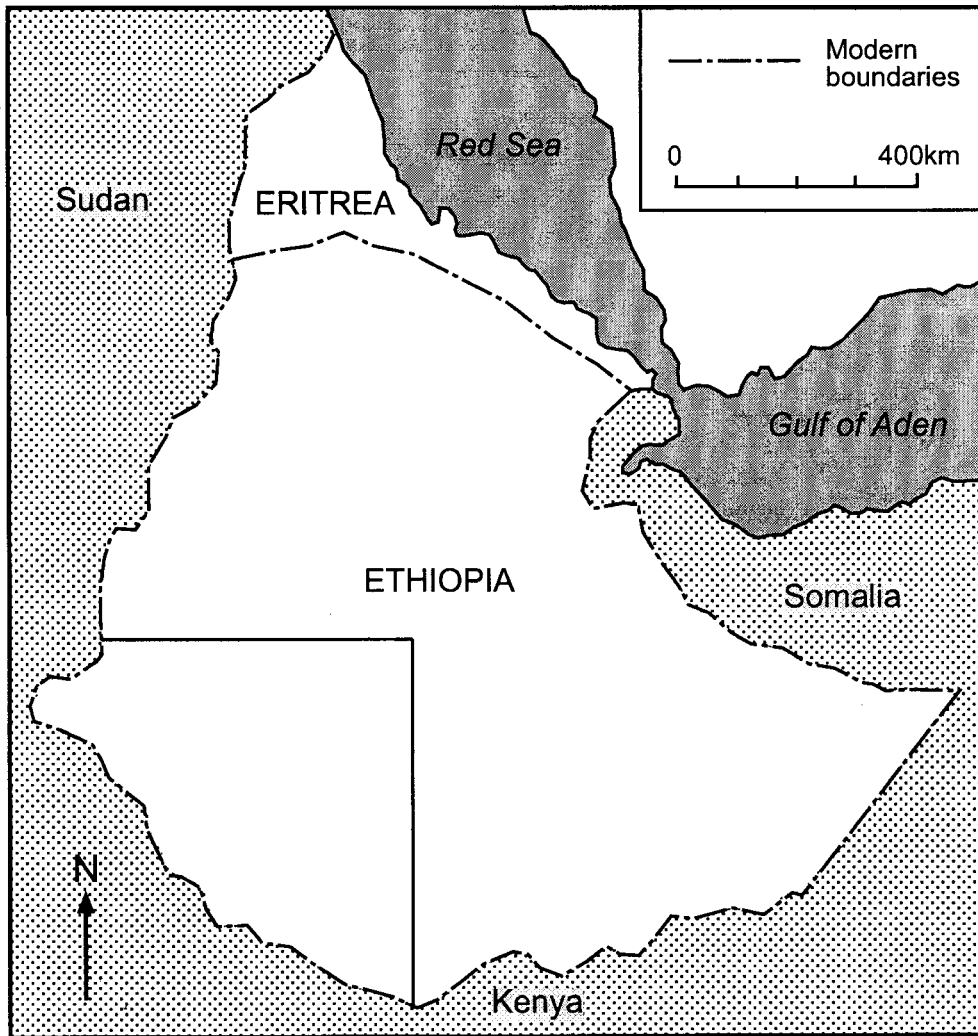 Modern
boundaries
0 400km
Red Sea
Sudan
ERITREA
Gulf of Aden
ETHIOPIA
Somalia
N
Kenya